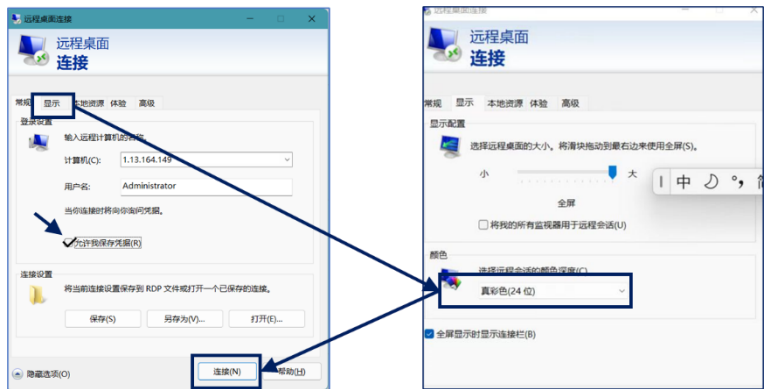 远程桌面连接
远程桌面
连接
常规 显示 本地资源 体验 高级
登录设置
输入远程计算机的名称。
计算机(C): 1.13.164.149
用户名: Administrator
当你连接时将向你询问凭据。
允许我保存凭据(R)
连接设置
将当前连接设置保存到 RDP 文件或打开一个已保存的连接。
保存(S) 另存为(V)... 打开(E)...
隐藏选项(O) 连接(N) 帮助(H)
远程桌面连接
远程桌面
连接
常规 显示 本地资源 体验 高级
显示配置
选择远程桌面的大小。将滑块拖动到最右边来使用全屏(S)。
小 大
全屏
将我的所有监视器用于远程会话(U)
中 简
颜色
选择远程会话的颜色深度(C)
真彩色(24 位)
全屏显示时显示连接栏(B)